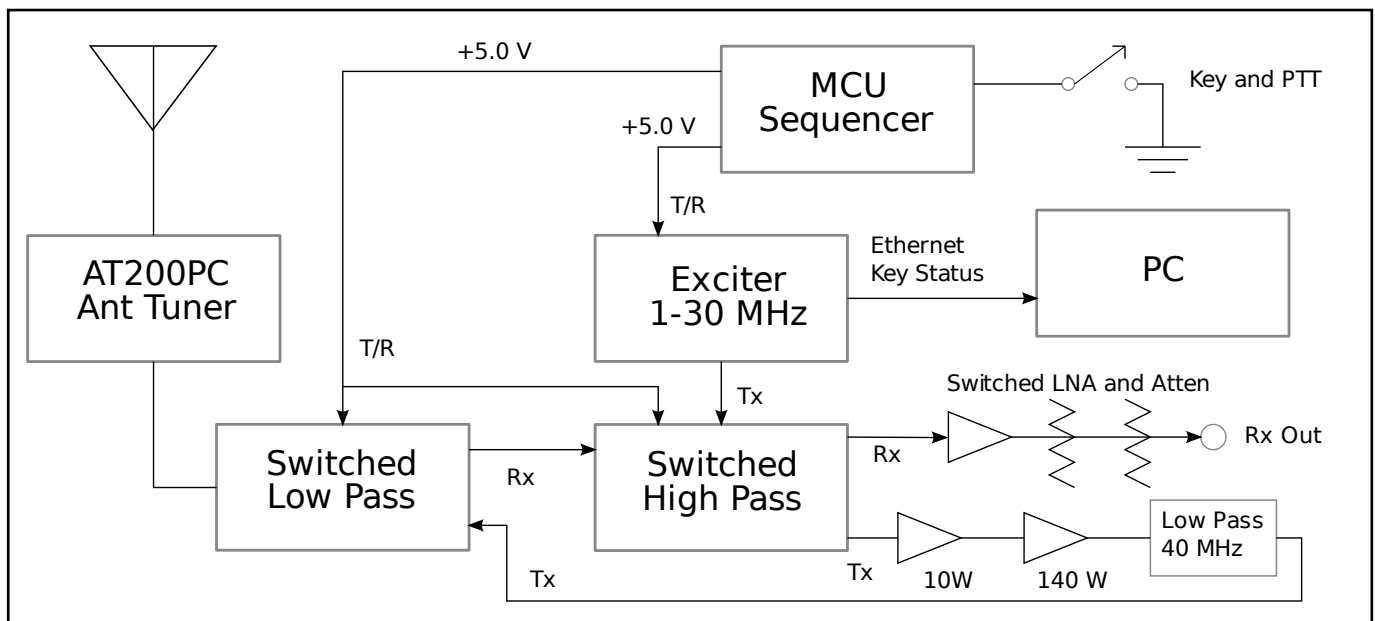 +5.0 V
MCU
Sequencer
Key and PTT
+5.0 V
T/R
AT200PC
Ant Tuner
Exciter
1-30 MHz
Ethernet
Key Status
PC
T/R
Tx
Switched LNA and Atten
Switched
Low Pass
Rx
Switched
High Pass
Rx
Rx Out
Tx
Tx
10W
140 W
Low Pass
40 MHz